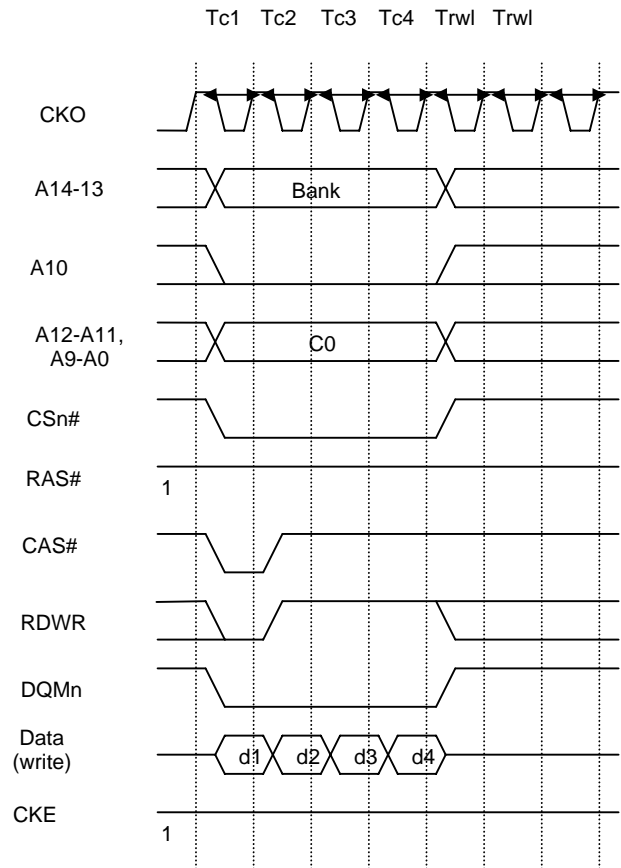 Tc1 Tc2 Tc3 Tc4 Trwl Trwl
CKO
A14-13
Bank
A10
A12-A11,
A9-A0
C0
CSn#
RAS#
1
CAS#
RDWR
DQMn
Data
(write)
d1 d2 d3 d4
CKE
1